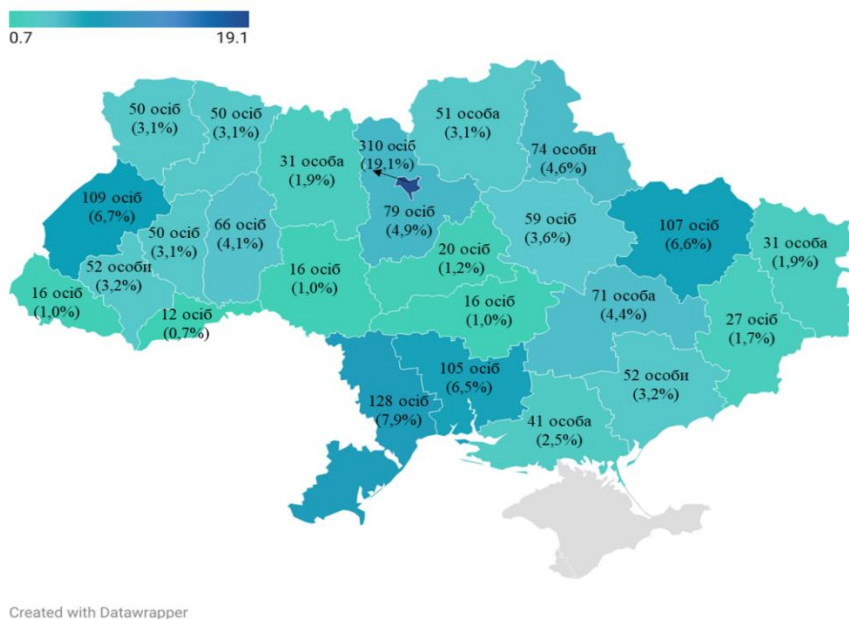 0.7
19.1
50 осіб
(3,1%)
50 осіб
(3,1%)
31 особа
(1,9%)
310 осіб
(19,1%)
51 особа
(3,1%)
74 особи
(4,6%)
109 осіб
(6,7%)
50 осіб
(3,1%)
66 осіб
(4,1%)
79 осіб
(4,9%)
59 осіб
(3,6%)
107 осіб
(6,6%)
31 особа
(1,9%)
52 особи
(3,2%)
20 осіб
(1,2%)
16 осіб
(1,0%)
16 осіб
(1,0%)
12 осіб
(0,7%)
16 осіб
(1,0%)
71 особа
(4,4%)
27 осіб
(1,7%)
105 осіб
(6,5%)
128 осіб
(7,9%)
52 особи
(3,2%)
41 особа
(2,5%)
Created with Datawrapper